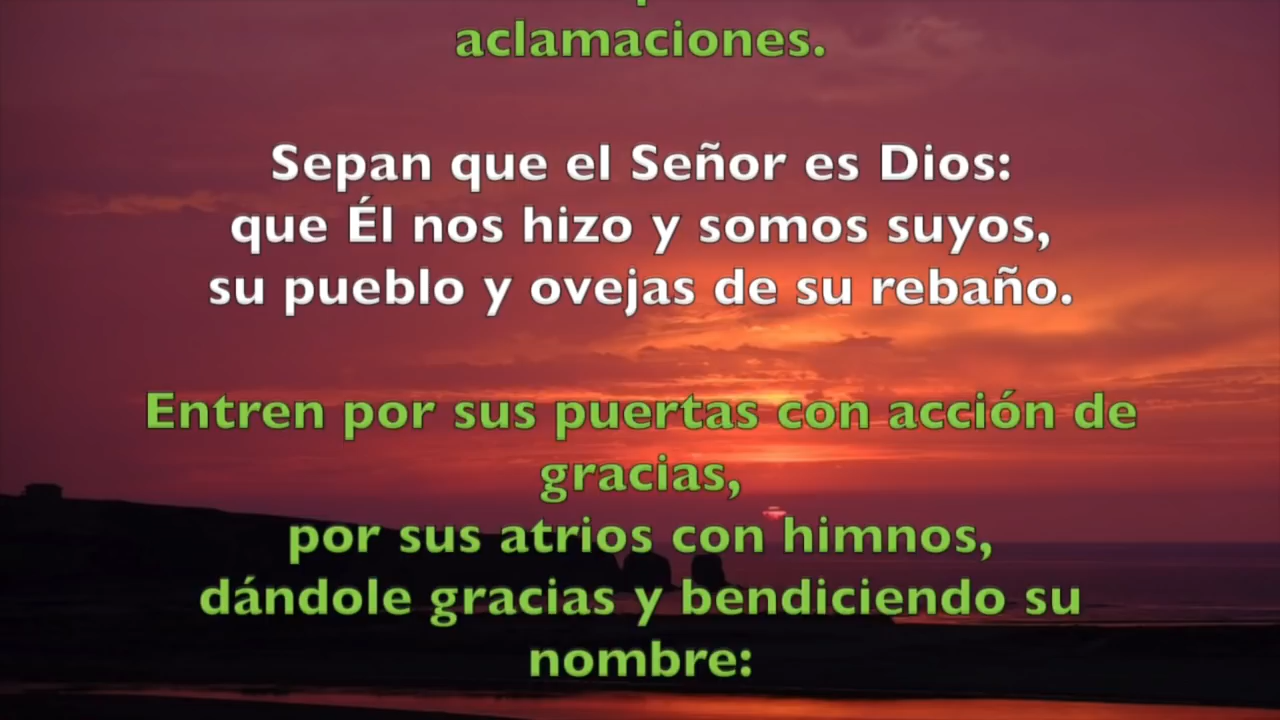 aclamaciones.
Sepan que el Señor es Dios:
que Él nos hizo y somos suyos,
su pueblo y ovejas de su rebaño.
Entren por sus puertas con acción de
gracias,
por sus atrios con himnos,
dándole gracias y bendiciendo su
nombre: